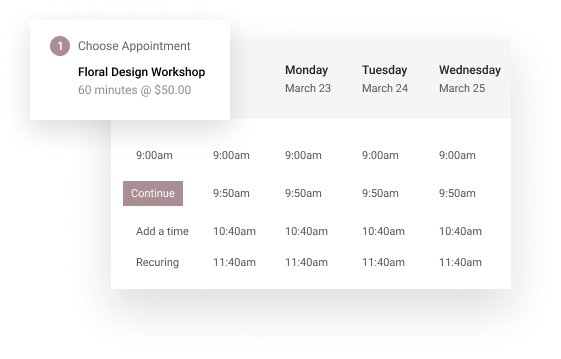 1 Choose Appointment
Floral Design Workshop
60 minutes @ $50.00
Monday Tuesday Wednesday
March 23 March 24 March 25
9:00am 9:00am 9:00am 9:00am 9:00am
Continue 9:50am 9:50am 9:50am 9:50am
Add a time 10:40am 10:40am 10:40am 10:40am
Recuring 11:40am 11:40am 11:40am 11:40am